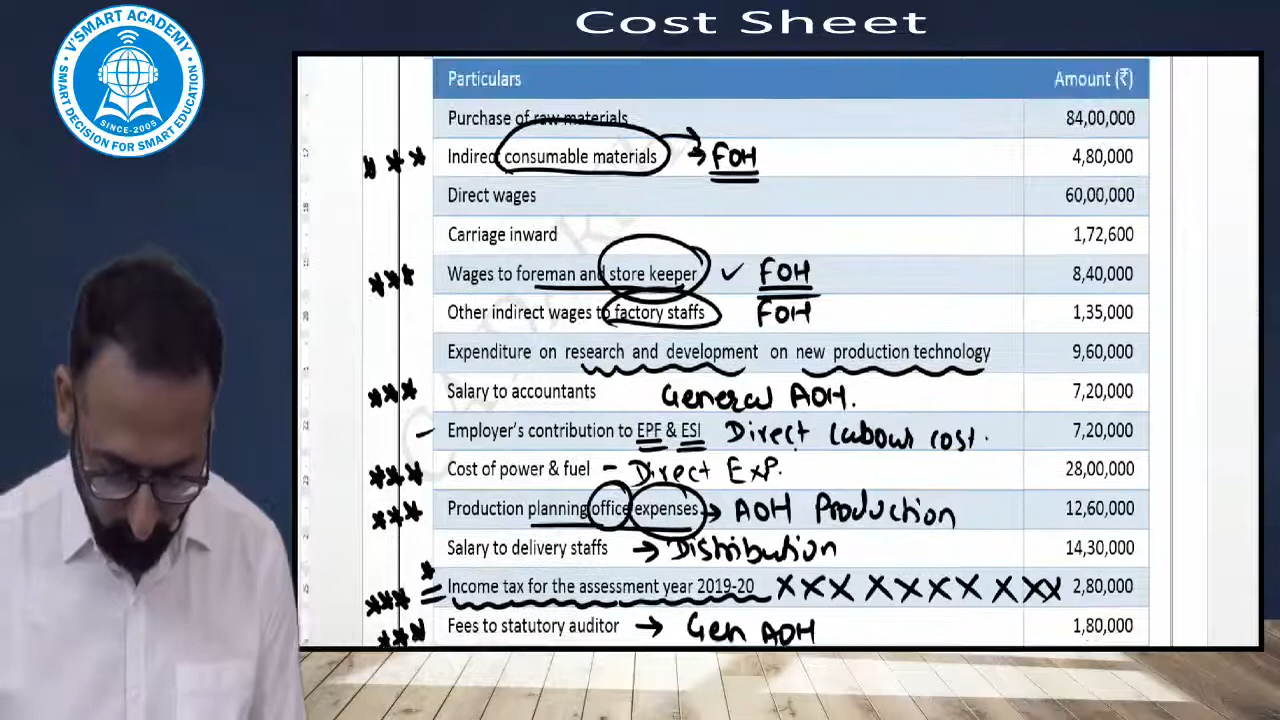 Cost Sheet
V'SMART ACADEMY
SINCE-2005
SMART DECISION FOR SMART EDUCATION
Particulars Amount (₹)
Purchase of raw materials 84,00,000
Indirect consumable materials → FOH 4,80,000
Direct wages 60,00,000
Carriage inward 1,72,600
Wages to foreman and store keeper ✓ FOH 8,40,000
Other indirect wages to factory staffs FOH 1,35,000
Expenditure on research and development on new production technology 9,60,000
Salary to accountants General AOH. 7,20,000
Employer's contribution to EPF & ESI Direct labour cost. 7,20,000
Cost of power & fuel – Direct Exp. 28,00,000
Production planning office expenses → AOH Production 12,60,000
Salary to delivery staffs → Distribution 14,30,000
Income tax for the assessment year 2019-20 XXX XXXXX XXX 2,80,000
Fees to statutory auditor → Gen AOH 1,80,000